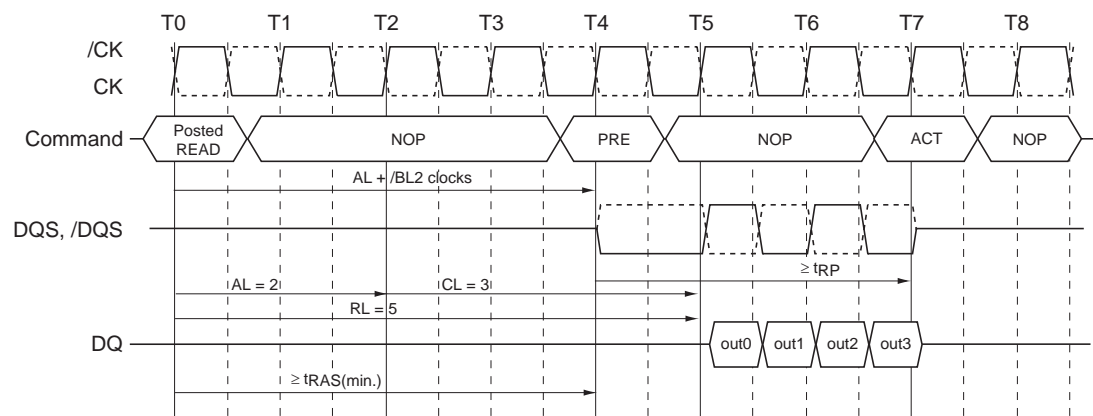 T0 T1 T2 T3 T4 T5 T6 T7 T8
/CK
CK
Command
Posted
READ
NOP
PRE
NOP
ACT
NOP
AL + /BL2 clocks
DQS, /DQS
≥ tRP
AL = 2
CL = 3
RL = 5
DQ
out0 out1 out2 out3
≥ tRAS(min.)